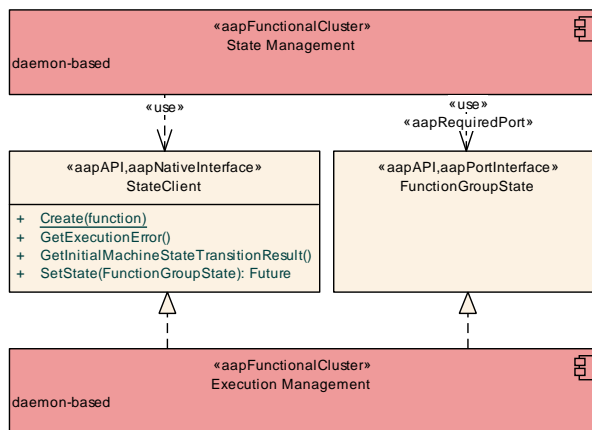 «aapFunctionalCluster»
State Management
daemon-based
«use»
«use»
«aapRequiredPort»
«aapAPI,aapNativeInterface»
StateClient
+ Create(function)
+ GetExecutionError()
+ GetInitialMachineStateTransitionResult()
+ SetState(FunctionGroupState): Future
«aapAPI,aapPortInterface»
FunctionGroupState
«aapFunctionalCluster»
Execution Management
daemon-based